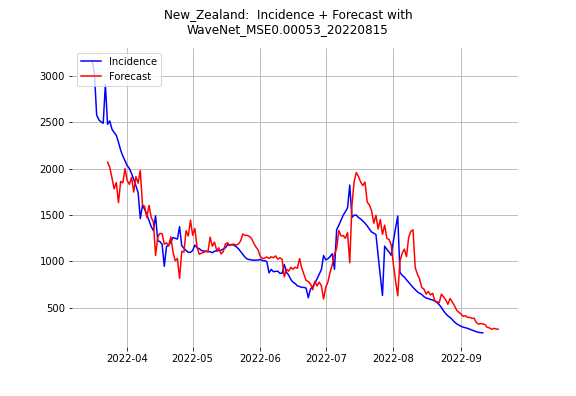 New_Zealand:  Incidence + Forecast with
WaveNet_MSE0.00053_20220815
Incidence
Forecast
3000
2500
2000
1500
1000
500
2022-04 2022-05 2022-06 2022-07 2022-08 2022-09